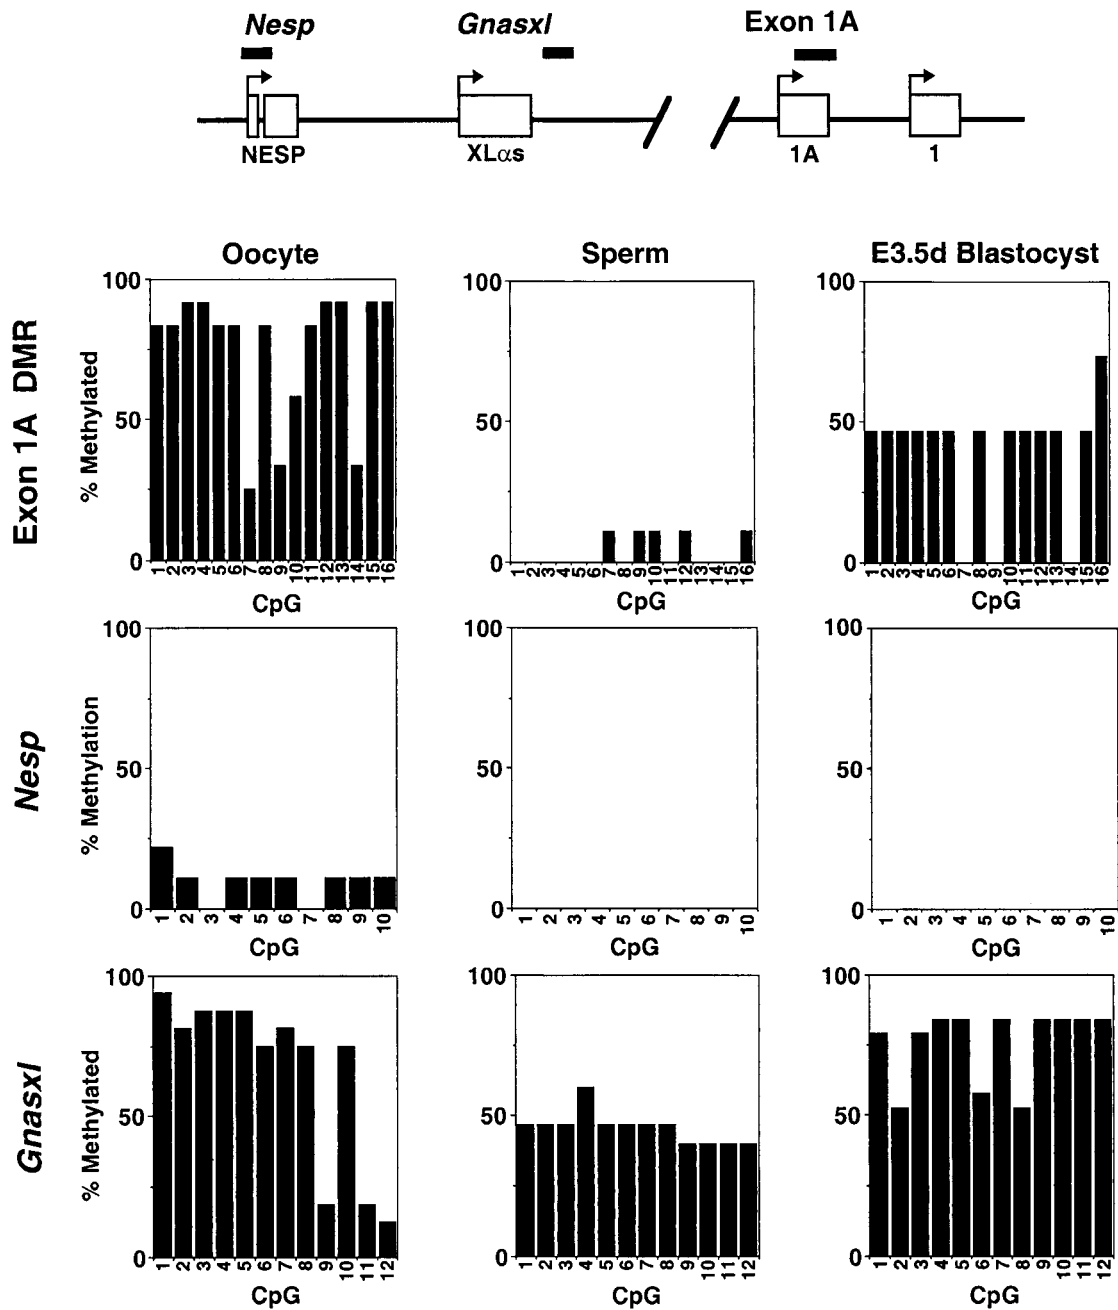 Nesp Gnasxl Exon 1A
NESP XLαs 1A 1
Oocyte Sperm E3.5d Blastocyst
Exon 1A DMR
% Methylated
100 50 0
1 2 3 4 5 6 7 8 9 10 11 12 13 14 15 16
CpG
100 50 0
1 2 3 4 5 6 7 8 9 10 11 12 13 14 15 16
CpG
100 50 0
1 2 3 4 5 6 7 8 9 10 11 12 13 14 15 16
CpG
Nesp
% Methylation
100 50 0
1 2 3 4 5 6 7 8 9 10
CpG
100 50 0
1 2 3 4 5 6 7 8 9 10
CpG
100 50 0
1 2 3 4 5 6 7 8 9 10
CpG
Gnasxl
% Methylated
100 50 0
1 2 3 4 5 6 7 8 9 10 11 12
CpG
100 50 0
1 2 3 4 5 6 7 8 9 10 11 12
CpG
100 50 0
1 2 3 4 5 6 7 8 9 10 11 12
CpG